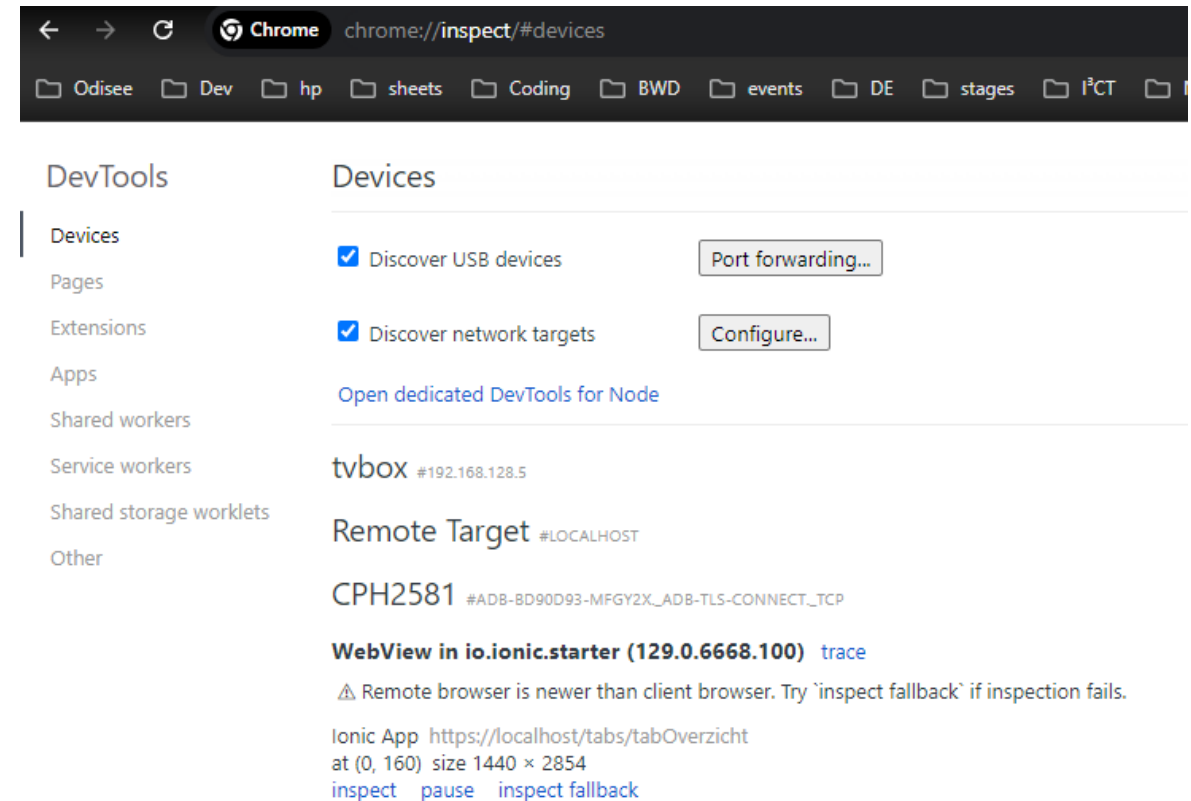 Chrome chrome://inspect/#devices
Odisee Dev hp sheets Coding BWD events DE stages I³CT
DevTools
Devices
Pages
Extensions
Apps
Shared workers
Service workers
Shared storage worklets
Other
Devices
Discover USB devices Port forwarding...
Discover network targets Configure...
Open dedicated DevTools for Node
tvbox #192.168.128.5
Remote Target #LOCALHOST
CPH2581 #ADB-BD90D93-MFGY2X._ADB-TLS-CONNECT._TCP
WebView in io.ionic.starter (129.0.6668.100) trace
⚠ Remote browser is newer than client browser. Try `inspect fallback` if inspection fails.
Ionic App https://localhost/tabs/tabOverzicht
at (0, 160) size 1440 × 2854
inspect pause inspect fallback